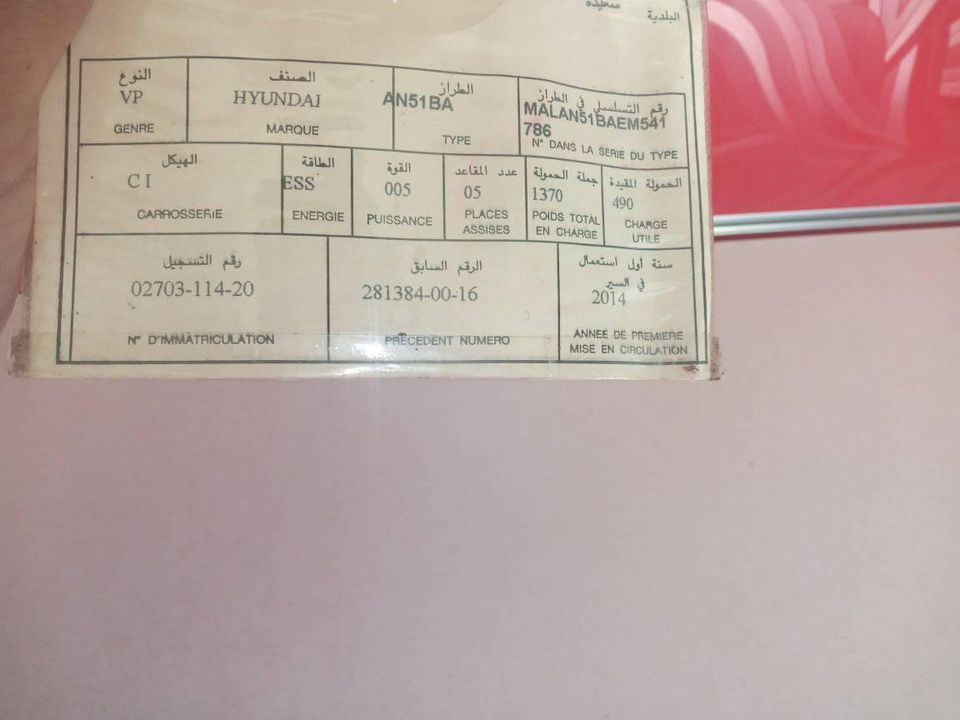 البلدية سعيدة
النوع
VP
GENRE
الصنف
HYUNDAI
MARQUE
الطراز
AN51BA
TYPE
رقم التسلسلي في الطراز
MALAN51BAEM541
786
N° DANS LA SERIE DU TYPE
الهيكل
C I
CARROSSERIE
الطاقة
ESS
ENERGIE
القوة
005
PUISSANCE
عدد المقاعد
05
PLACES
ASSISES
جملة الحمولة
1370
POIDS TOTAL
EN CHARGE
الحمولة المقيدة
490
CHARGE
UTILE
رقم التسجيل
02703-114-20
N° D'IMMATRICULATION
الرقم السابق
281384-00-16
PRÉCEDENT NUMERO
سنة أول استعمال
في السير
2014
ANNEE DE PREMIERE
MISE EN CIRCULATION